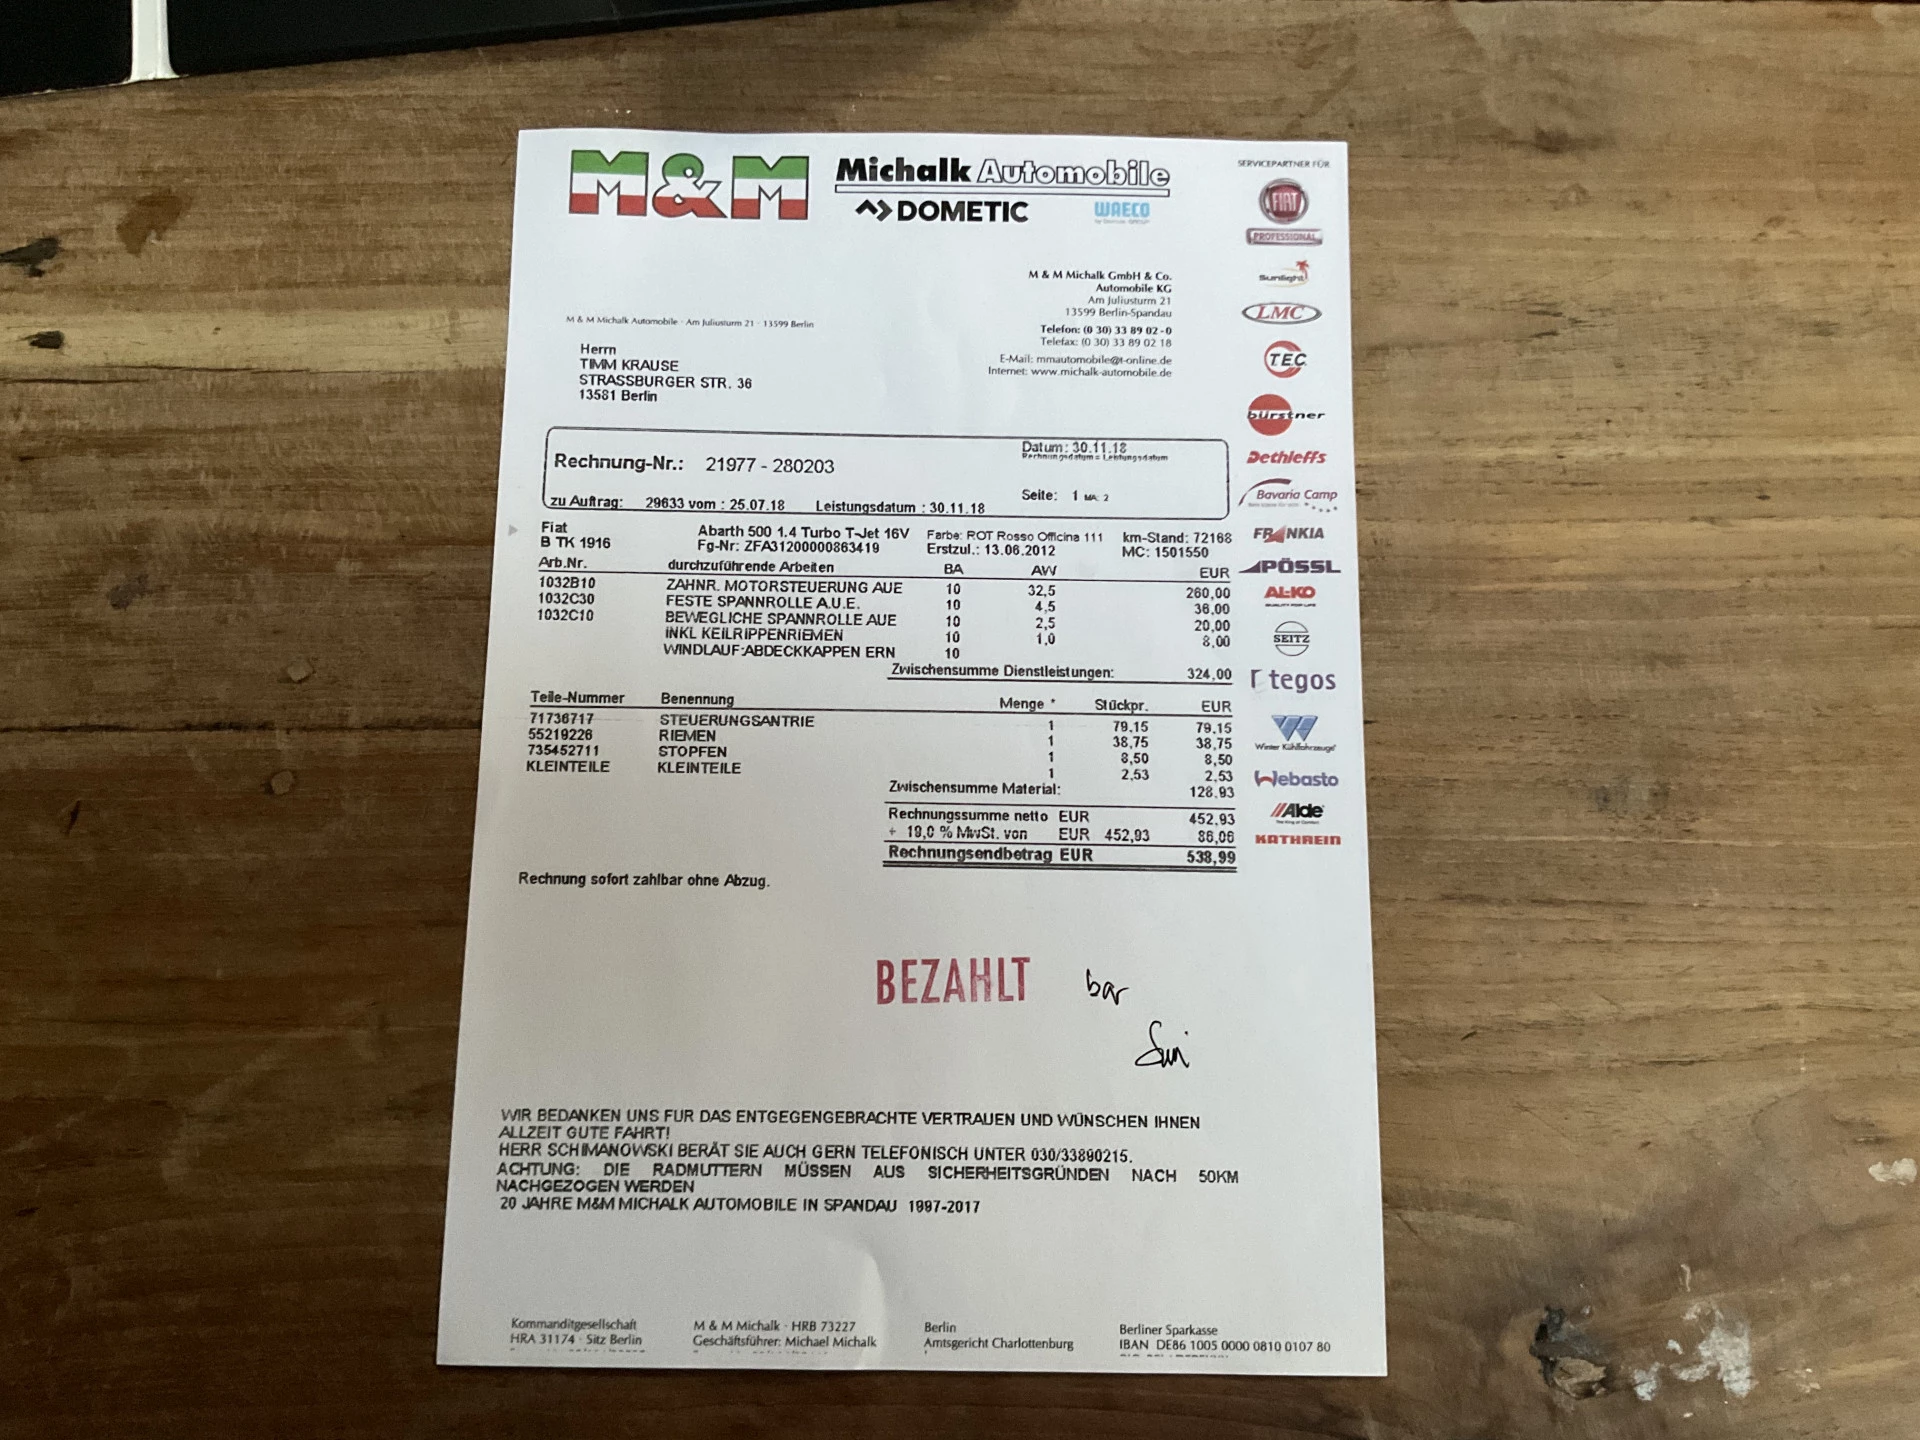 M&M Michalk Automobile
DOMETIC WAECO
SERVICEPARTNER FÜR
FIAT
PROFESSIONAL
Sunlight
LMC
TEC
bürstner
Dethleffs
Bavaria Camp
FRANKIA
PÖSSL
AL-KO
QUALITY FOR LIFE
SEITZ
tegos
Winter Kühlfahrzeuge
Webasto
Alde
KATHREIN
M & M Michalk GmbH & Co.
Automobile KG
Am Juliusturm 21
13599 Berlin-Spandau
Telefon: (0 30) 33 89 02 - 0
Telefax: (0 30) 33 89 02 18
E-Mail: mmautomobile@t-online.de
Internet: www.michalk-automobile.de
M & M Michalk Automobile · Am Juliusturm 21 · 13599 Berlin
Herrn
TIMM KRAUSE
STRASSBURGER STR. 36
13581 Berlin
Rechnung-Nr.: 21977 - 280203
Datum: 30.11.18
Rechnungsdatum = Leistungsdatum
zu Auftrag: 29633 vom : 25.07.18 Leistungsdatum : 30.11.18
Seite: 1 MA: 2
Fiat Abarth 500 1.4 Turbo T-Jet 16V Farbe: ROT Rosso Officina 111 km-Stand: 72168
B TK 1916 Fg-Nr: ZFA31200000863419 Erstzul.: 13.06.2012 MC: 1501550
Arb.Nr. durchzuführende Arbeiten BA AW EUR
1032B10 ZAHNR. MOTORSTEUERUNG AUE 10 32,5 260,00
1032C30 FESTE SPANNROLLE A.U.E. 10 4,5 36,00
1032C10 BEWEGLICHE SPANNROLLE AUE 10 2,5 20,00
INKL KEILRIPPENRIEMEN 10 1,0 8,00
WINDLAUF-ABDECKKAPPEN ERN 10
Zwischensumme Dienstleistungen: 324,00
Teile-Nummer Benennung Menge * Stückpr. EUR
71736717 STEUERUNGSANTRIE 1 79,15 79,15
55219226 RIEMEN 1 38,75 38,75
735452711 STOPFEN 1 8,50 8,50
KLEINTEILE KLEINTEILE 1 2,53 2,53
Zwischensumme Material: 128,93
Rechnungssumme netto EUR 452,93
+ 19,0 % MwSt. von EUR 452,93 86,06
Rechnungsendbetrag EUR 538,99
Rechnung sofort zahlbar ohne Abzug.
BEZAHLT bar
WIR BEDANKEN UNS FUR DAS ENTGEGENGEBRACHTE VERTRAUEN UND WÜNSCHEN IHNEN
ALLZEIT GUTE FAHRT!
HERR SCHIMANOWSKI BERÄT SIE AUCH GERN TELEFONISCH UNTER 030/33890215.
ACHTUNG: DIE RADMUTTERN MÜSSEN AUS SICHERHEITSGRÜNDEN NACH 50KM
NACHGEZOGEN WERDEN
20 JAHRE M&M MICHALK AUTOMOBILE IN SPANDAU 1997-2017
Kommanditgesellschaft
HRA 31174 · Sitz Berlin
M & M Michalk · HRB 73227
Geschäftsführer: Michael Michalk
Berlin
Amtsgericht Charlottenburg
Berliner Sparkasse
IBAN DE86 1005 0000 0810 0107 80